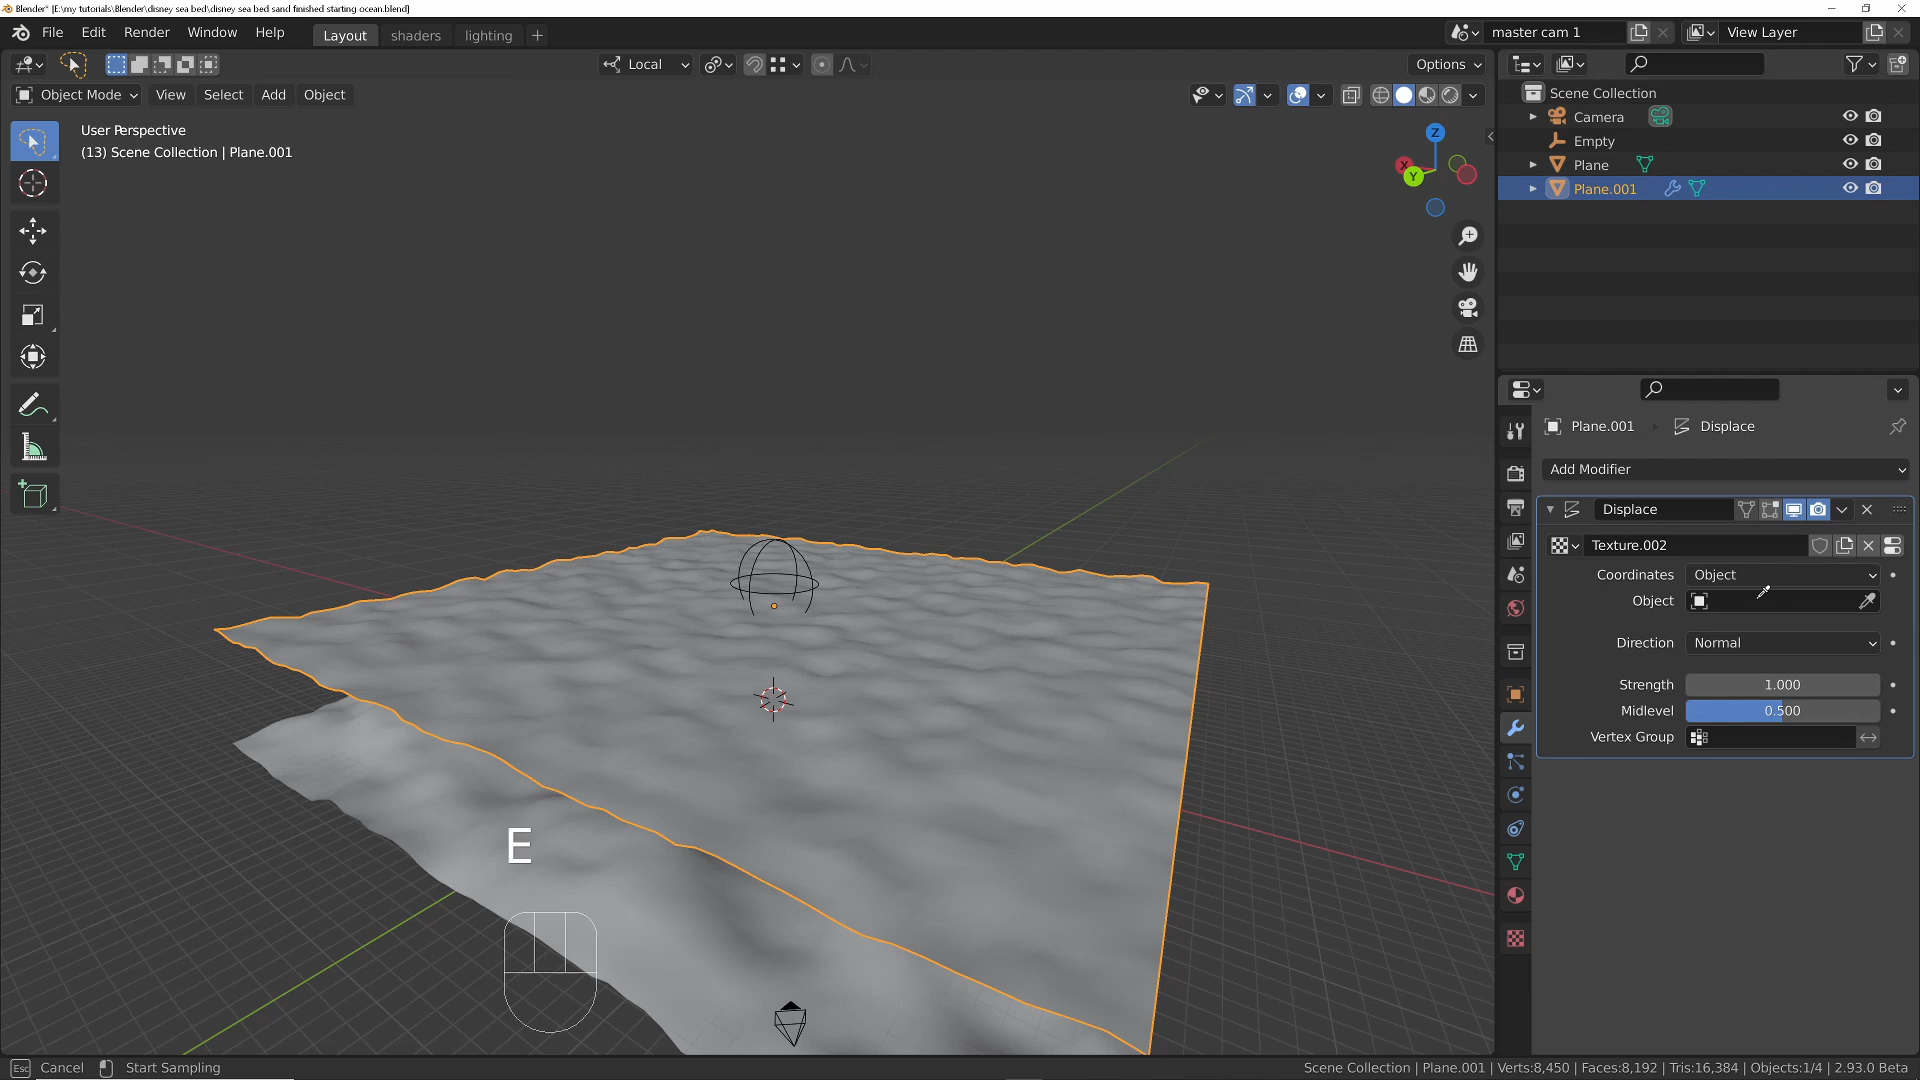 Blender* [E:\my tutorials\Blender\disney sea bed\disney sea bed sand finished starting ocean.blend]
File Edit Render Window Help Layout shaders lighting + master cam 1 View Layer
Local Options
Object Mode View Select Add Object
User Perspective
(13) Scene Collection | Plane.001
Z
X
Y
Scene Collection
Camera
Empty
Plane
Plane.001
Plane.001 Displace
Add Modifier
Displace
Texture.002
Coordinates Object
Object
Direction Normal
Strength 1.000
Midlevel 0.500
Vertex Group
E
Esc Cancel Start Sampling
Scene Collection | Plane.001 | Verts:8,450 | Faces:8,192 | Tris:16,384 | Objects:1/4 | 2.93.0 Beta